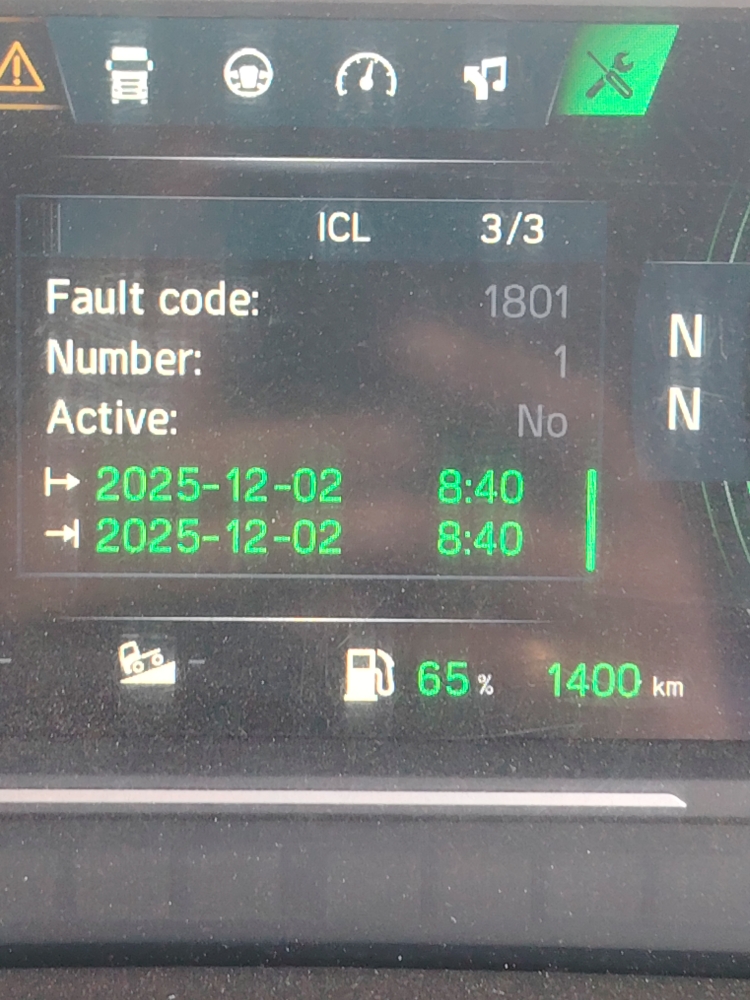 ICL 3/3
Fault code: 1801
Number: 1
Active: No
2025-12-02 8:40
2025-12-02 8:40
N
N
65 % 1400 km